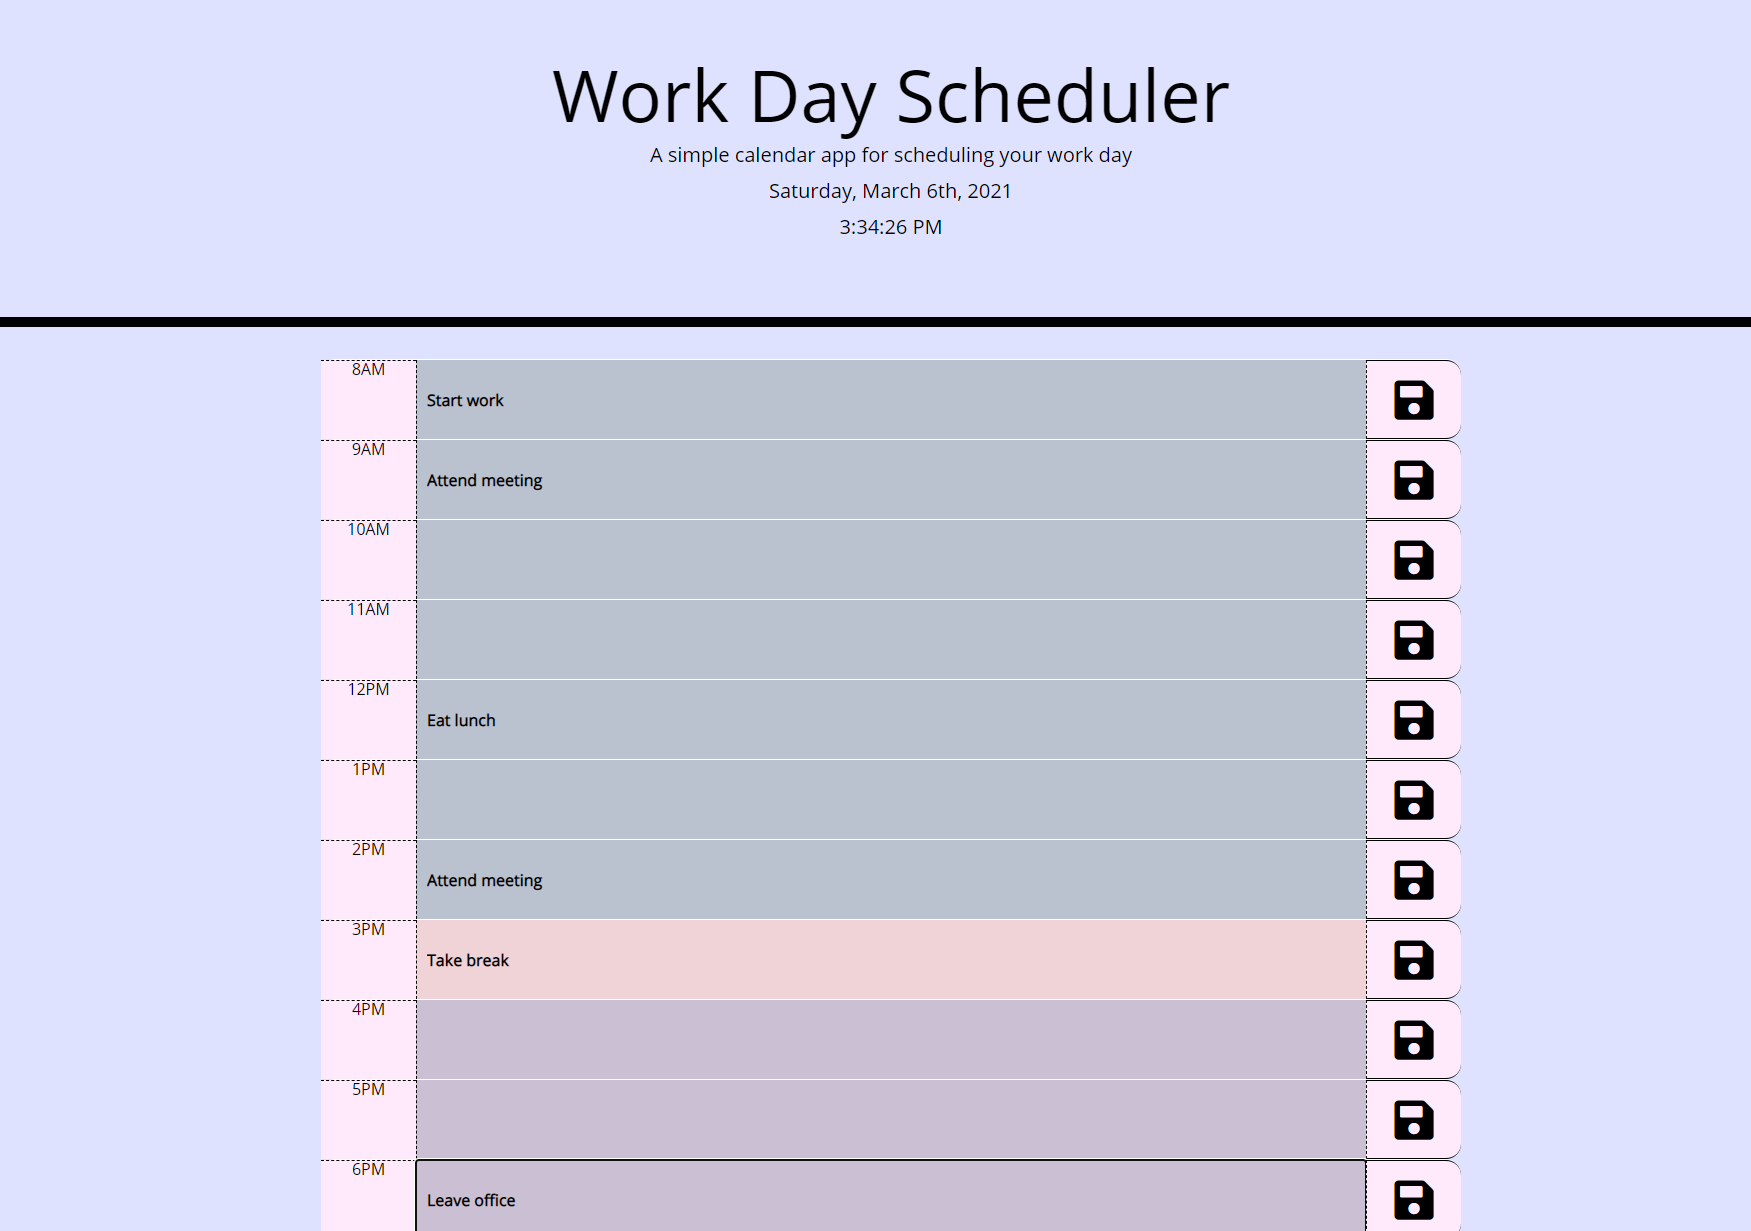 Work Day Scheduler
A simple calendar app for scheduling your work day
Saturday, March 6th, 2021
3:34:26 PM
8AM
Start work
9AM
Attend meeting
10AM
11AM
12PM
Eat lunch
1PM
2PM
Attend meeting
3PM
Take break
4PM
5PM
6PM
Leave office